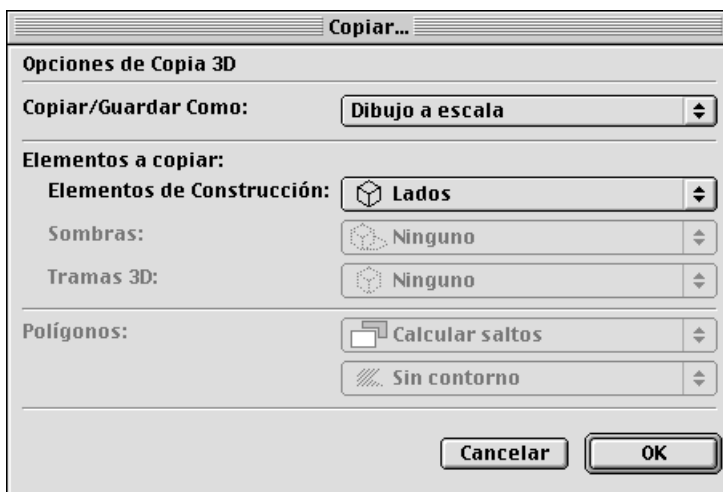 Copiar...
Opciones de Copia 3D
Copiar/Guardar Como: Dibujo a escala
Elementos a copiar:
Elementos de Construcción: Lados
Sombras: Ninguno
Tramas 3D: Ninguno
Polígonos: Calcular saltos
Sin contorno
Cancelar OK